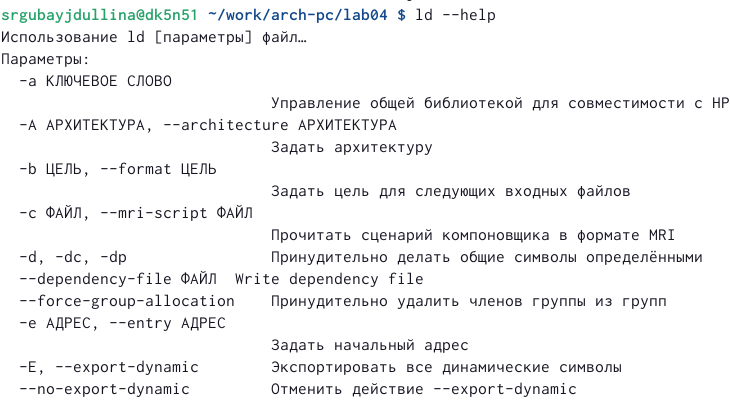 srgubayjdullina@dk5n51 ~/work/arch-pc/lab04 $ ld --help
Использование ld [параметры] файл…
Параметры:
  -a КЛЮЧЕВОЕ СЛОВО
                              Управление общей библиотекой для совместимости с HP
  -A АРХИТЕКТУРА, --architecture АРХИТЕКТУРА
                              Задать архитектуру
  -b ЦЕЛЬ, --format ЦЕЛЬ
                              Задать цель для следующих входных файлов
  -c ФАЙЛ, --mri-script ФАЙЛ
                              Прочитать сценарий компоновщика в формате MRI
  -d, -dc, -dp                Принудительно делать общие символы определёнными
  --dependency-file ФАЙЛ  Write dependency file
  --force-group-allocation    Принудительно удалить членов группы из групп
  -e АДРЕС, --entry АДРЕС
                              Задать начальный адрес
  -E, --export-dynamic        Экспортировать все динамические символы
  --no-export-dynamic         Отменить действие --export-dynamic